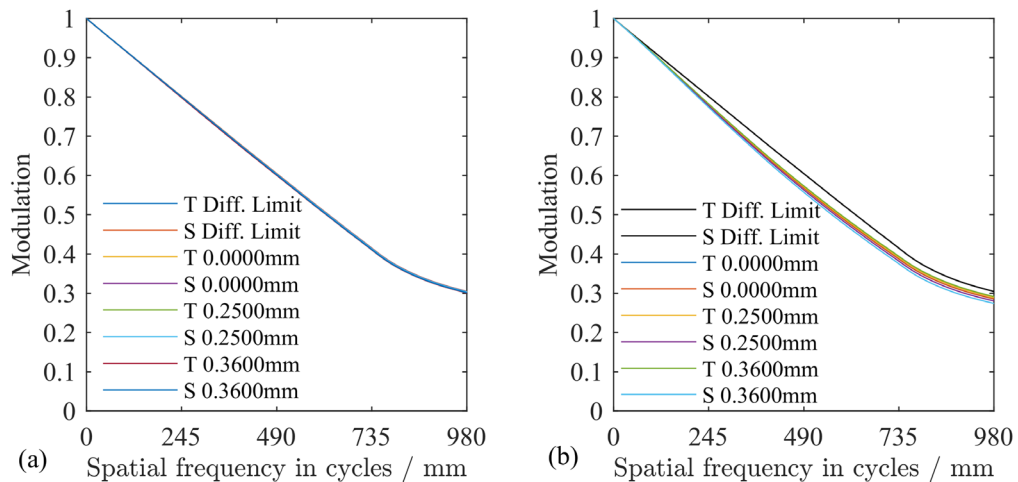 1
0.9
0.8
0.7
0.6
0.5
0.4
0.3
0.2
0.1
0
Modulation
T Diff. Limit
S Diff. Limit
T 0.0000mm
S 0.0000mm
T 0.2500mm
S 0.2500mm
T 0.3600mm
S 0.3600mm
0 245 490 735 980
Spatial frequency in cycles / mm
(a)
1
0.9
0.8
0.7
0.6
0.5
0.4
0.3
0.2
0.1
0
Modulation
T Diff. Limit
S Diff. Limit
T 0.0000mm
S 0.0000mm
T 0.2500mm
S 0.2500mm
T 0.3600mm
S 0.3600mm
0 245 490 735 980
Spatial frequency in cycles / mm
(b)